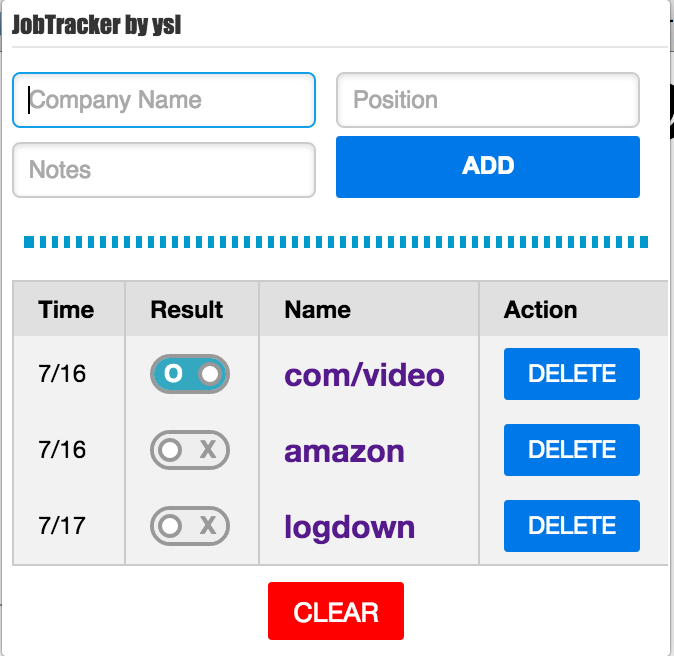 JobTracker by ysl
Company Name Position
Notes ADD
Time Result Name Action
7/16 O com/video DELETE
7/16 X amazon DELETE
7/17 X logdown DELETE
CLEAR